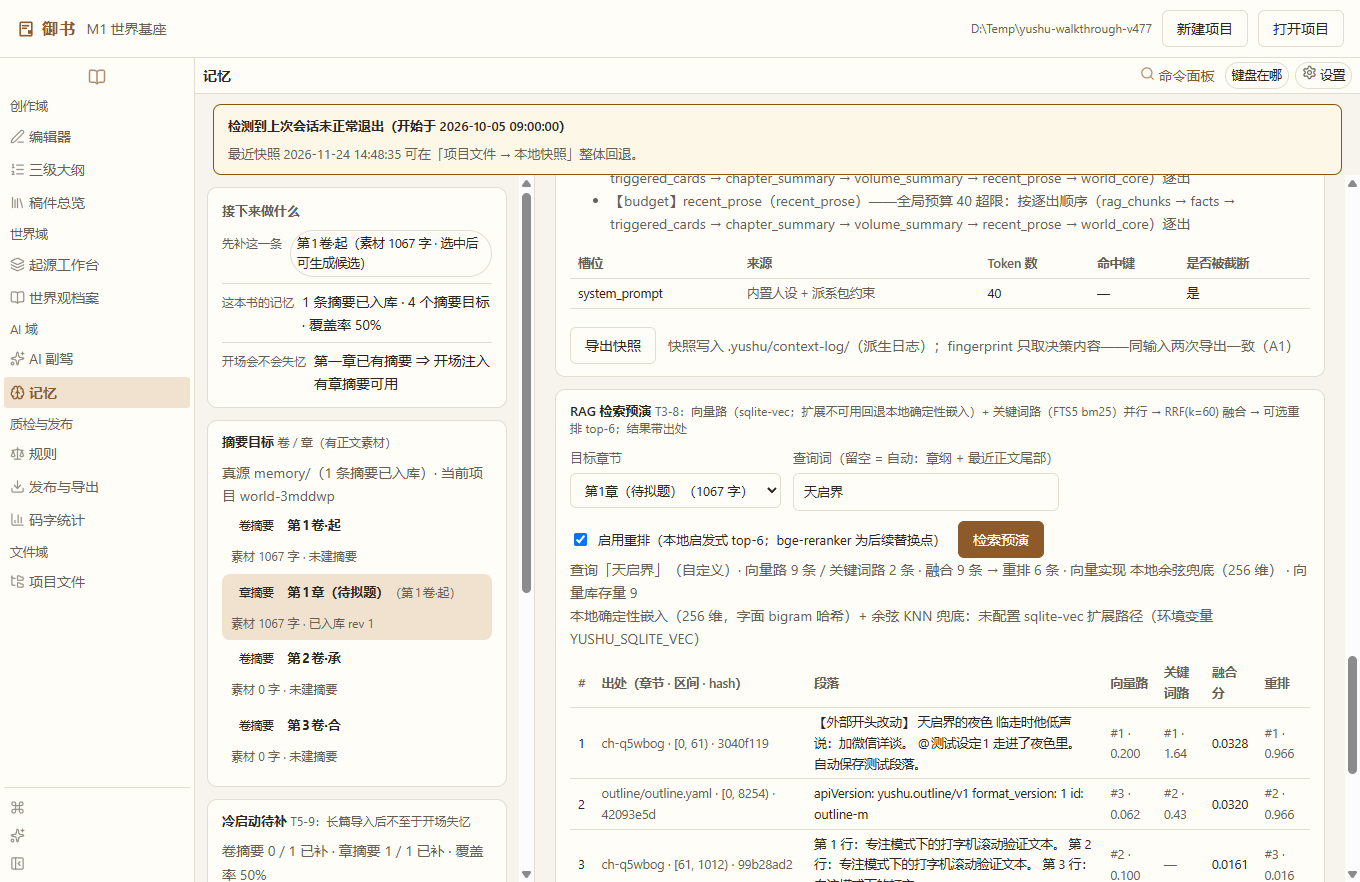 御书 M1 世界基座
D:\Temp\yushu-walkthrough-v477 新建项目 打开项目
创作域
编辑器
三级大纲
稿件总览
世界域
起源工作台
世界观档案
AI 域
AI 副驾
记忆
质检与发布
规则
发布与导出
码字统计
文件域
项目文件
记忆
命令面板 键盘在哪 设置
检测到上次会话未正常退出（开始于 2026-10-05 09:00:00）
最近快照 2026-11-24 14:48:35 可在「项目文件 → 本地快照」整体回退。
接下来做什么
先补这一条 第1卷·起（素材 1067 字 · 选中后
可生成候选）
这本书的记忆 1 条摘要已入库 · 4 个摘要目标
· 覆盖率 50%
开场会不会失忆 第一章已有摘要 ⇒ 开场注入
有章摘要可用
摘要目标 卷 / 章（有正文素材）
真源 memory/（1 条摘要已入库）· 当前项
目 world-3mddwp
卷摘要 第1卷·起
素材 1067 字 · 未建摘要
章摘要 第1章（待拟题）（第1卷·起）
素材 1067 字 · 已入库 rev 1
卷摘要 第2卷·承
素材 0 字 · 未建摘要
卷摘要 第3卷·合
素材 0 字 · 未建摘要
冷启动待补 T5-9：长篇导入后不至于开场失忆
卷摘要 0 / 1 已补 · 章摘要 1 / 1 已补 · 覆盖
率 50%
triggered_cards → chapter_summary → volume_summary → recent_prose → world_core）逐出
• 【budget】recent_prose（recent_prose）——全局预算 40 超限：按逐出顺序（rag_chunks → facts →
triggered_cards → chapter_summary → volume_summary → recent_prose → world_core）逐出
槽位 来源 Token 数 命中键 是否被截断
system_prompt 内置人设 + 派系包约束 40 — 是
导出快照 快照写入 .yushu/context-log/（派生日志）；fingerprint 只取决策内容——同输入两次导出一致（A1）
RAG 检索预演 T3-8：向量路（sqlite-vec；扩展不可用回退本地确定性嵌入）+ 关键词路（FTS5 bm25）并行 → RRF(k=60) 融合 → 可选重
排 top-6；结果带出处
目标章节 查询词（留空 = 自动：章纲 + 最近正文尾部）
第1章（待拟题）（1067 字） 天启界
启用重排（本地启发式 top-6；bge-reranker 为后续替换点） 检索预演
查询「天启界」（自定义）· 向量路 9 条 / 关键词路 2 条 · 融合 9 条 → 重排 6 条 · 向量实现 本地余弦兜底（256 维）· 向
量库存量 9
本地确定性嵌入（256 维，字面 bigram 哈希）+ 余弦 KNN 兜底：未配置 sqlite-vec 扩展路径（环境变量
YUSHU_SQLITE_VEC）
# 出处（章节 · 区间 · hash） 段落 向量路 关键词路 融合分 重排
1 ch-q5wbog · [0, 61) · 3040f119 【外部开头改动】 天启界的夜色 临走时他低声
说：加微信详谈。 @测试设定1 走进了夜色里。
自动保存测试段落。 #1 · 0.200 #1 · 1.64 0.0328 #1 · 0.966
2 outline/outline.yaml · [0, 8254) ·
42093e5d apiVersion: yushu.outline/v1 format_version: 1 id:
outline-m #3 · 0.062 #2 · 0.43 0.0320 #2 · 0.966
3 ch-q5wbog · [61, 1012) · 99b28ad2 第 1 行：专注模式下的打字机滚动验证文本。 第 2
行：专注模式下的打字机滚动验证文本。 第 3 行：
#2 · 0.100 — 0.0161 #3 · 0.016